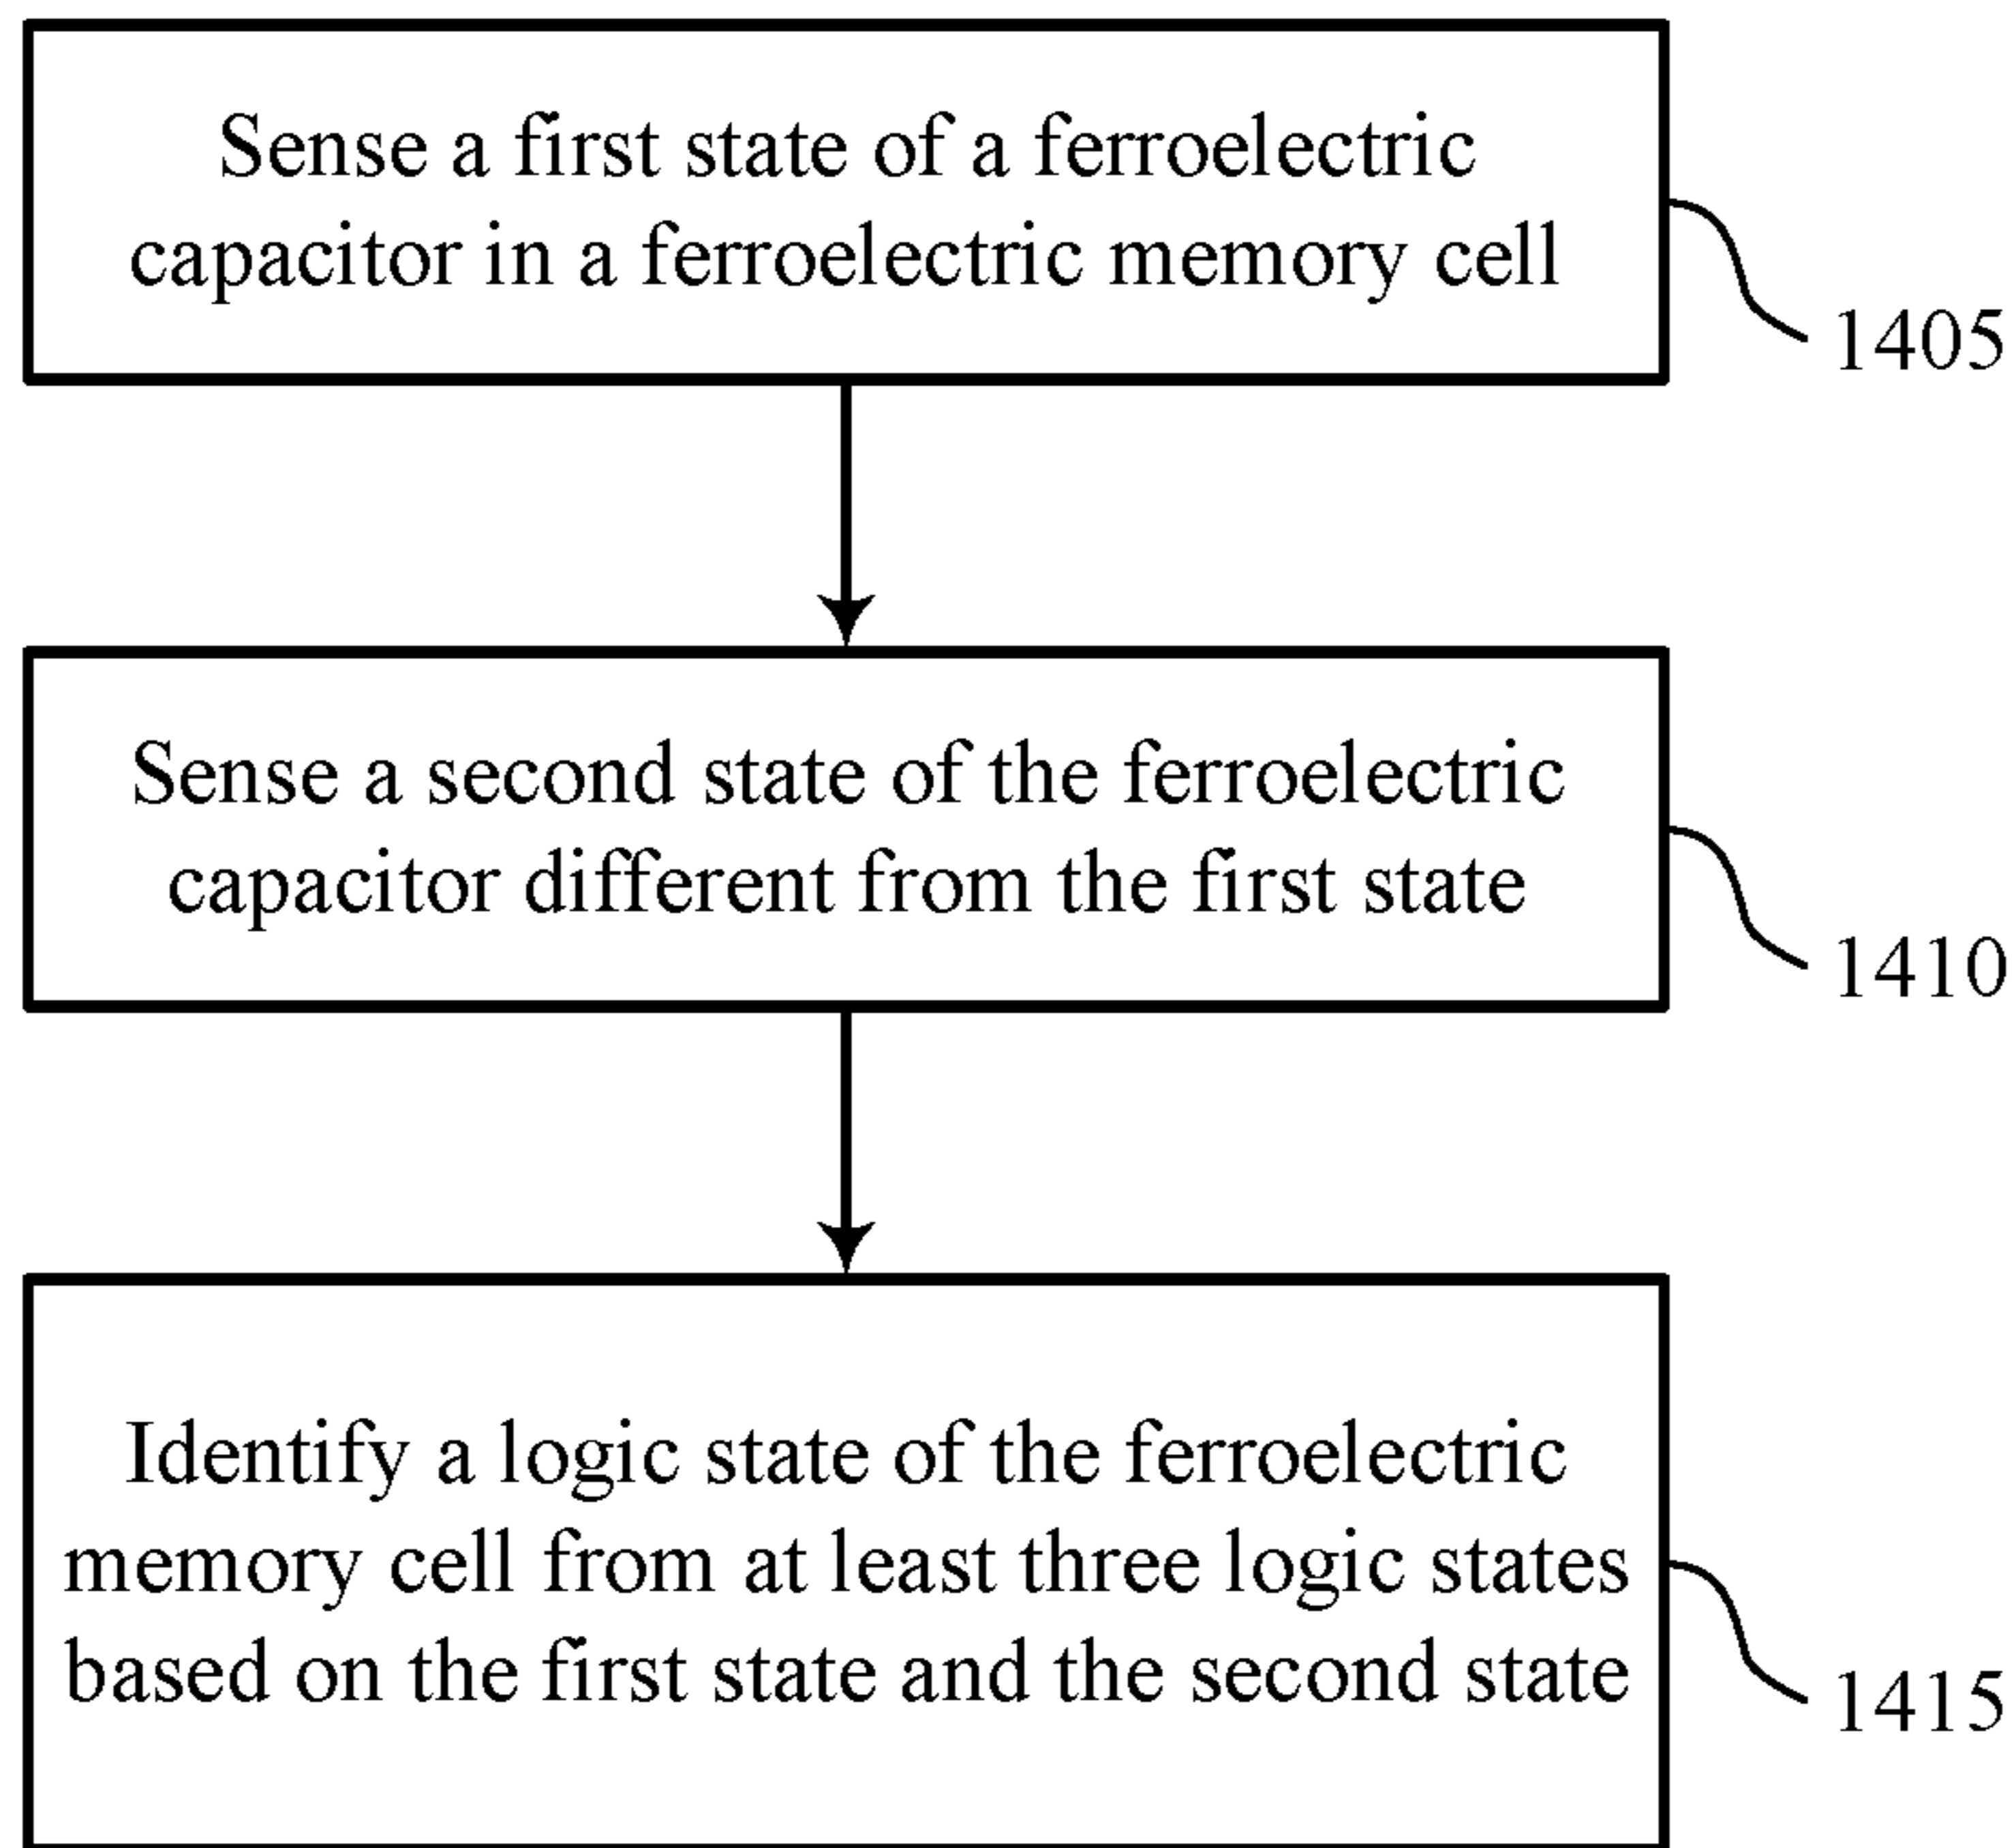 Sense a first state of a ferroelectric
capacitor in a ferroelectric memory cell
1405
Sense a second state of the ferroelectric
capacitor different from the first state
1410
Identify a logic state of the ferroelectric
memory cell from at least three logic states
based on the first state and the second state
1415